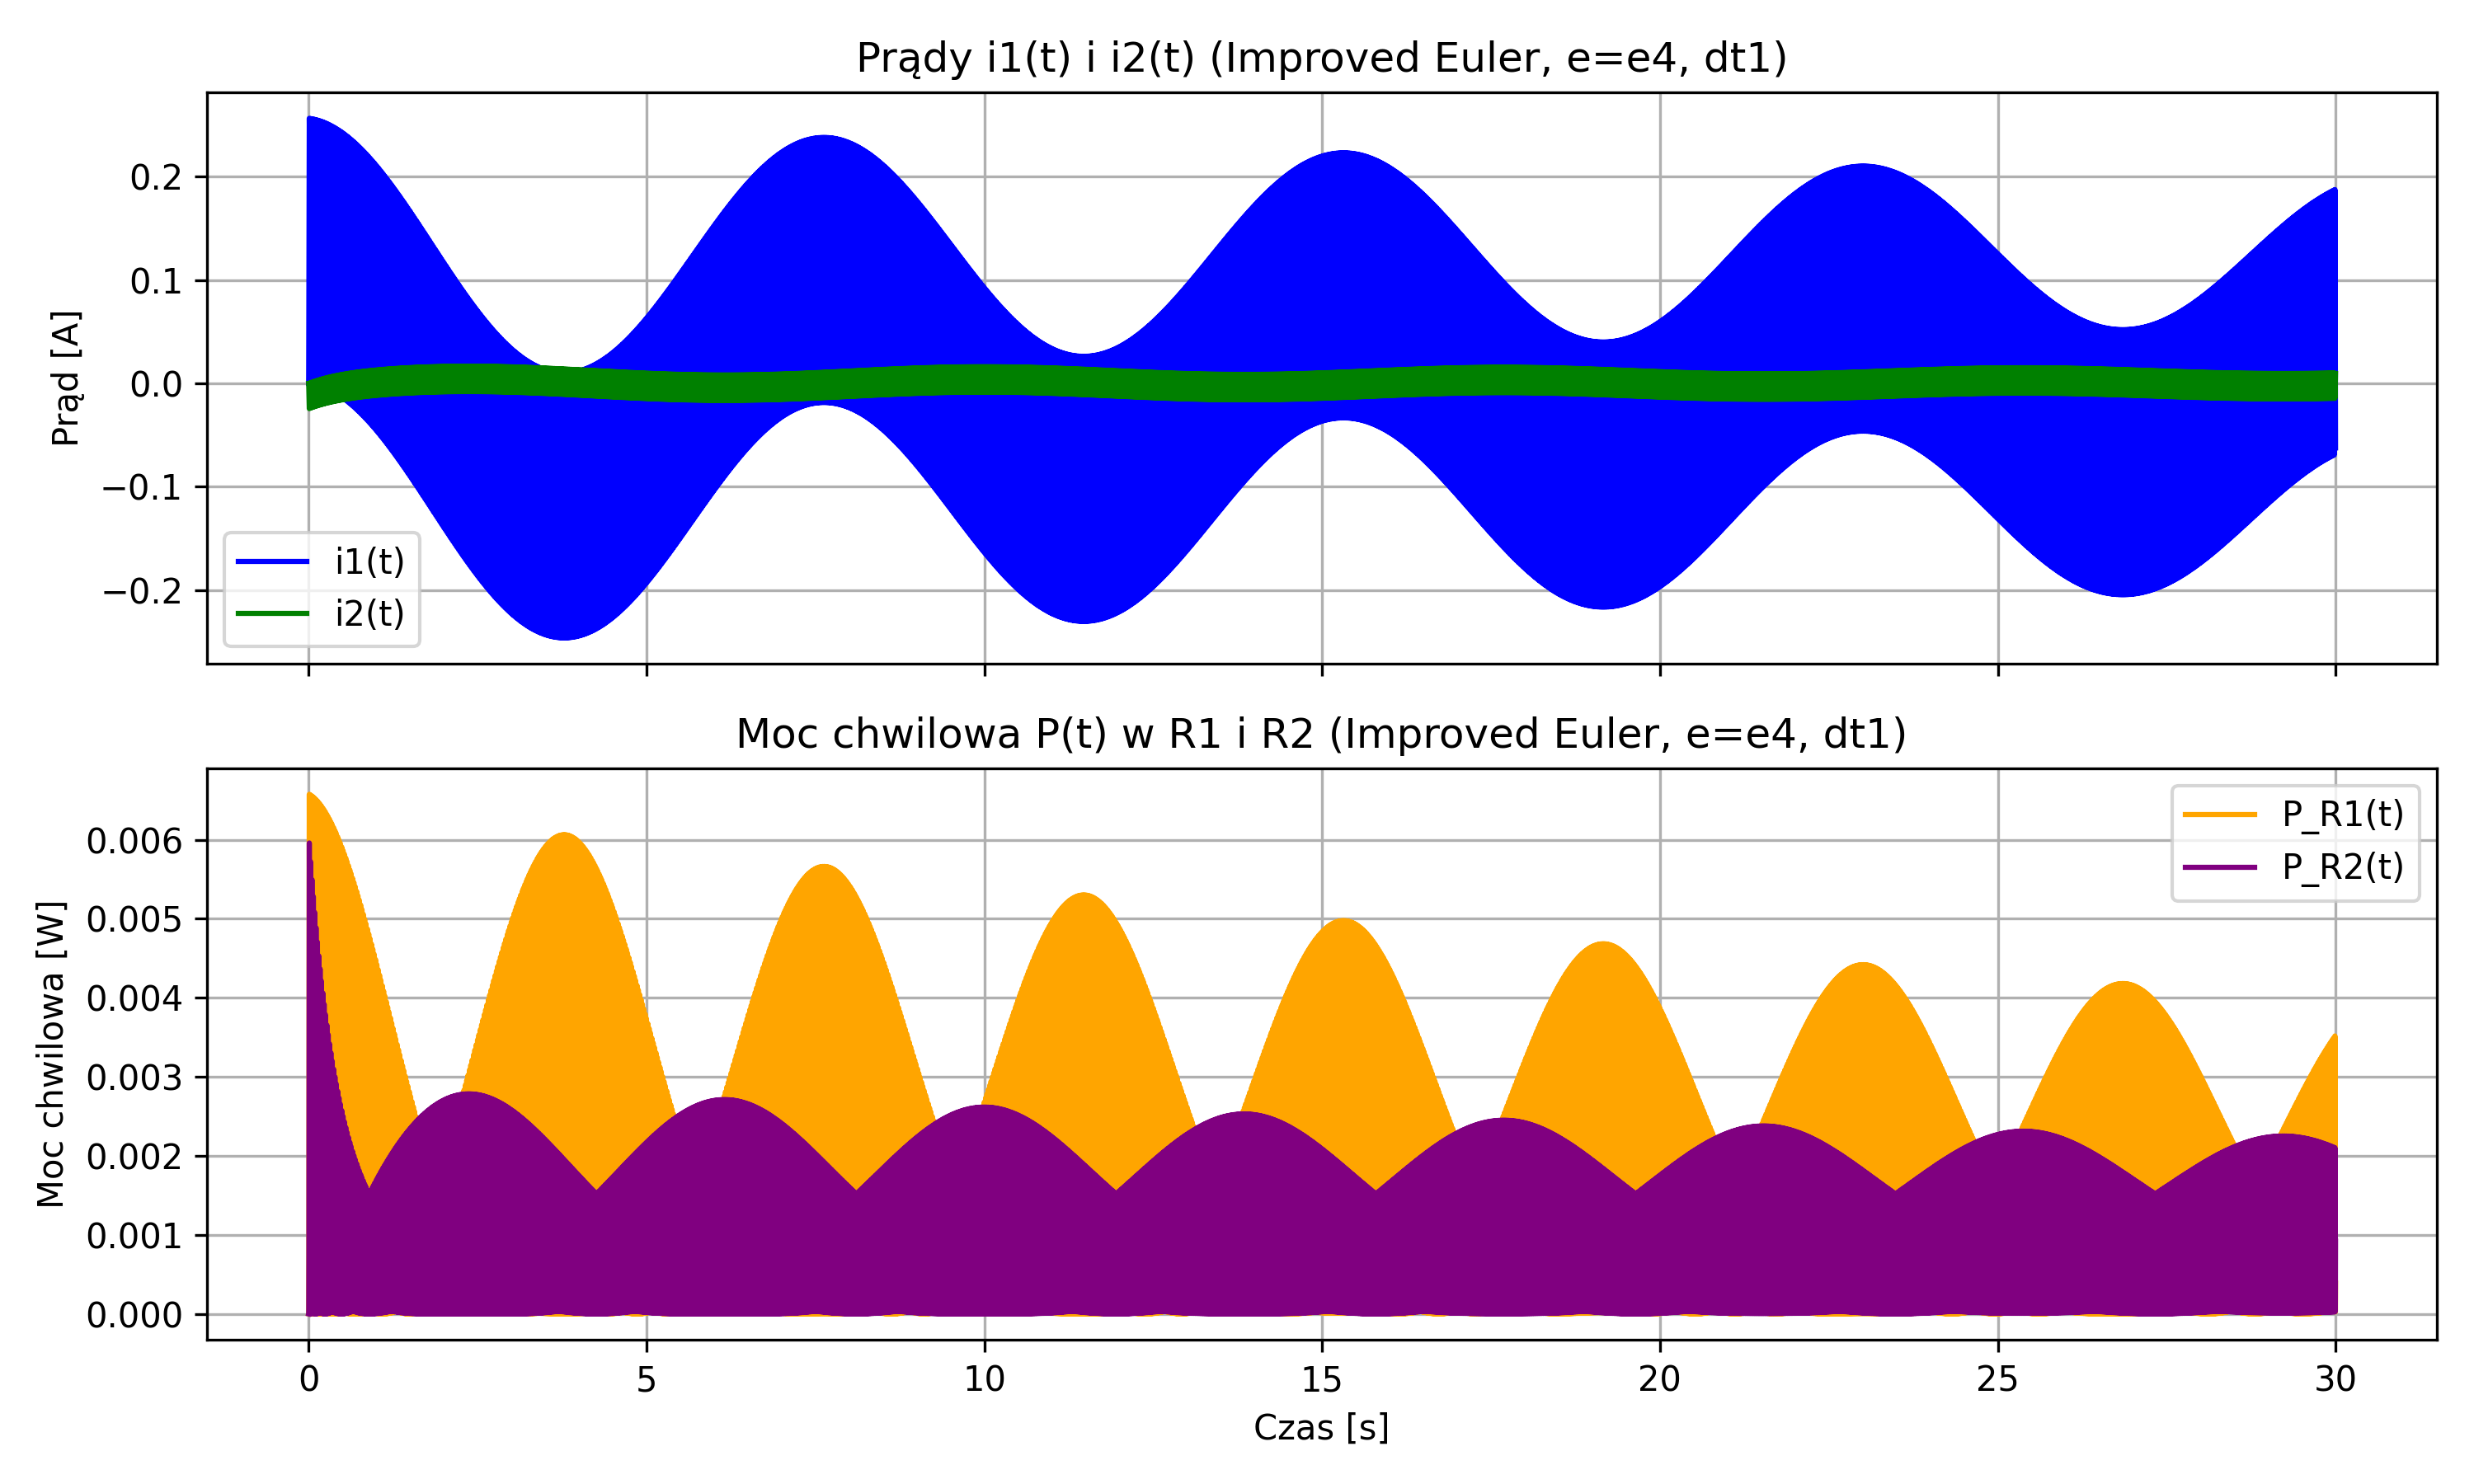 Prądy i1(t) i i2(t) (Improved Euler, e=e4, dt1)
Prąd [A]
0.2
0.1
0.0
−0.1
−0.2
i1(t)
i2(t)
Moc chwilowa P(t) w R1 i R2 (Improved Euler, e=e4, dt1)
Moc chwilowa [W]
0.006
0.005
0.004
0.003
0.002
0.001
0.000
P_R1(t)
P_R2(t)
0 5 10 15 20 25 30
Czas [s]